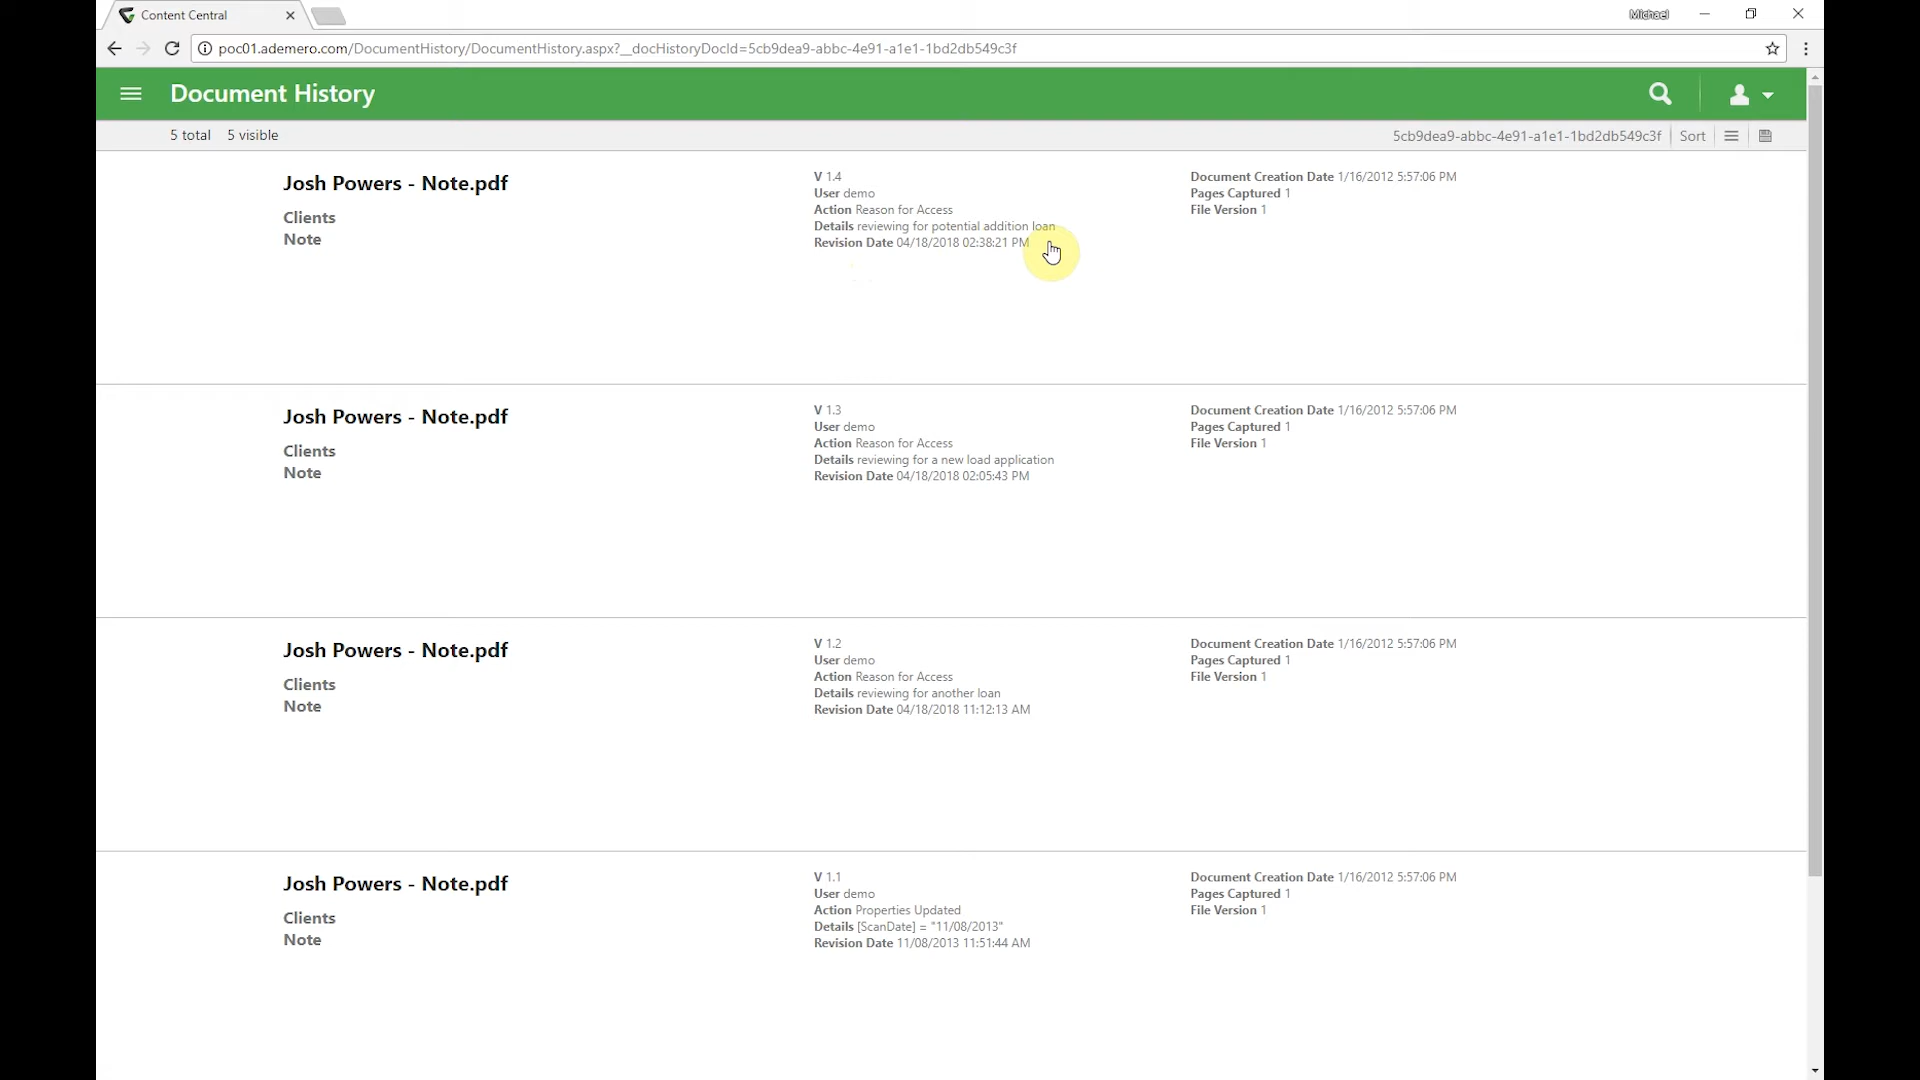 Content Central
Michael
poc01.ademero.com/DocumentHistory/DocumentHistory.aspx?__docHistoryDocId=5cb9dea9-abbc-4e91-a1e1-1bd2db549c3f
Document History
5 total 5 visible
5cb9dea9-abbc-4e91-a1e1-1bd2db549c3f Sort
Josh Powers - Note.pdf
Clients
Note
V 1.4
User demo
Action Reason for Access
Details reviewing for potential addition loan
Revision Date 04/18/2018 02:38:21 PM
Document Creation Date 1/16/2012 5:57:06 PM
Pages Captured 1
File Version 1
Josh Powers - Note.pdf
Clients
Note
V 1.3
User demo
Action Reason for Access
Details reviewing for a new load application
Revision Date 04/18/2018 02:05:43 PM
Document Creation Date 1/16/2012 5:57:06 PM
Pages Captured 1
File Version 1
Josh Powers - Note.pdf
Clients
Note
V 1.2
User demo
Action Reason for Access
Details reviewing for another loan
Revision Date 04/18/2018 11:12:13 AM
Document Creation Date 1/16/2012 5:57:06 PM
Pages Captured 1
File Version 1
Josh Powers - Note.pdf
Clients
Note
V 1.1
User demo
Action Properties Updated
Details [ScanDate] = "11/08/2013"
Revision Date 11/08/2013 11:51:44 AM
Document Creation Date 1/16/2012 5:57:06 PM
Pages Captured 1
File Version 1